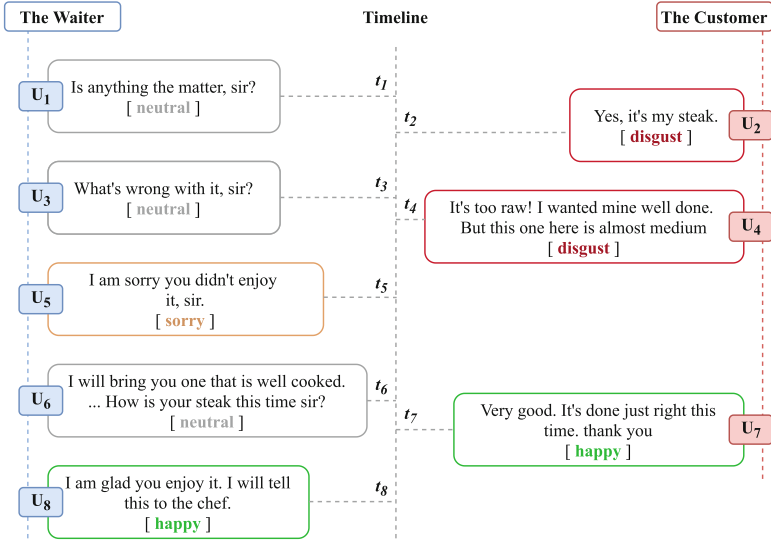 The Waiter
Timeline
The Customer
U1
Is anything the matter, sir?
[ neutral ]
t1
t2
Yes, it's my steak.
[ disgust ]
U2
U3
What's wrong with it, sir?
[ neutral ]
t3
t4
It's too raw! I wanted mine well done.
But this one here is almost medium
[ disgust ]
U4
U5
I am sorry you didn't enjoy
it, sir.
[ sorry ]
t5
U6
I will bring you one that is well cooked.
... How is your steak this time sir?
[ neutral ]
t6
t7
Very good. It's done just right this
time. thank you
[ happy ]
U7
U8
I am glad you enjoy it. I will tell
this to the chef.
[ happy ]
t8